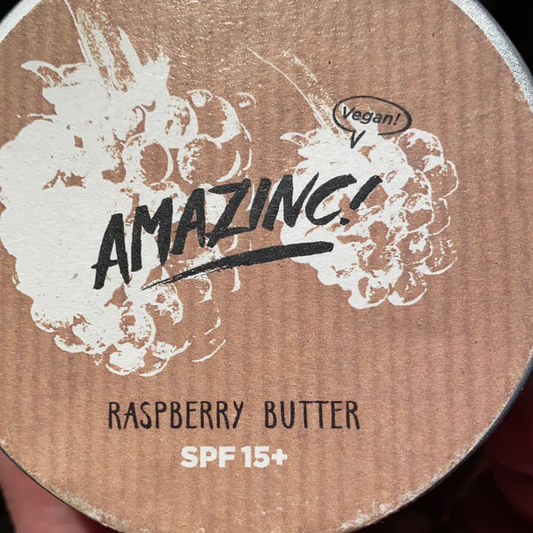 Vegan!
AMAZINC!
RASPBERRY BUTTER
SPF 15+